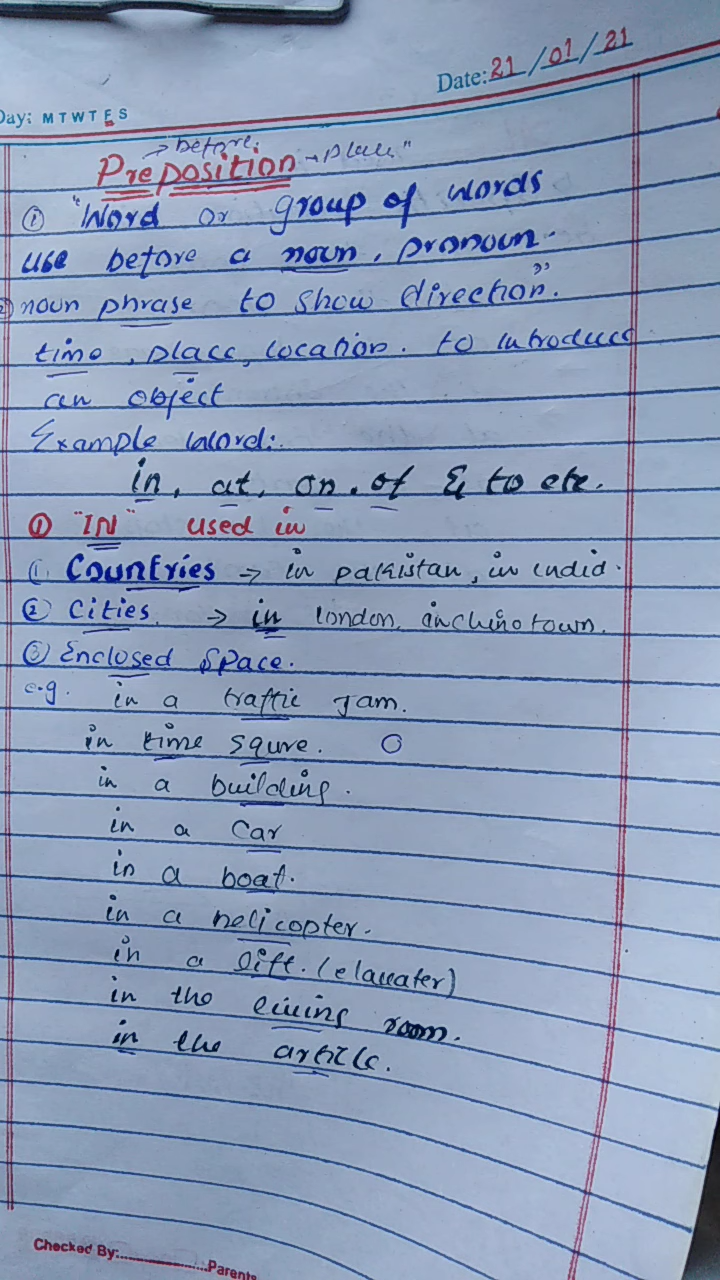 Date: 21/01/21
Day: M T W T F S
→ before. → place"
Preposition
① "Word or group of words
use before a noun, pronoun.
② noun phrase to show direction."
time, place, location. to introduce
an object
Example Word:.
in, at, on. of & to etc.
① "IN" used in
① Countries → in pakistan, in india.
② Cities. → in london, in chinotown.
③ Enclosed Space.
e.g. in a traffic jam.
in time squre.
in a building.
in a car
in a boat.
in a helicopter.
in a lift. (elavater)
in the living room.
in the article.
Checked By:..................Parents